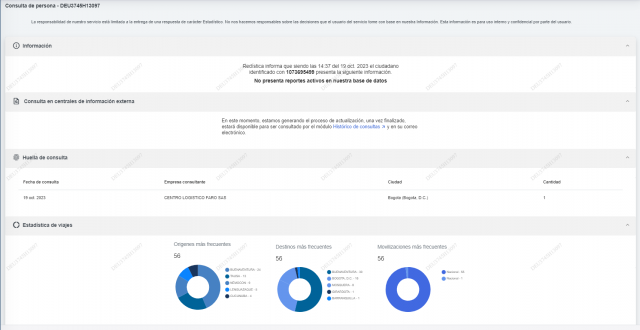 Consulta de persona - DEU3745H13097
La responsabilidad de nuestro servicio está limitada a la entrega de una respuesta de carácter Estadístico. No nos hacemos responsables sobre las decisiones que el usuario del servicio tome con base en nuestra Información. Esta información es para uso interno y confidencial por parte del usuario.
Información
informa que siendo las 14:37 del 19 oct. 2023 el ciudadano
identificado con 1073695499 presenta la siguiente información.
No presenta reportes activos en nuestra base de datos
Consulta en centrales de información externa
En este momento, estamos generando el proceso de actualización, una vez finalizado,
estará disponible para ser consultado por el módulo Histórico de consultas y en su correo
electrónico.
Huella de consulta
Fecha de consulta Empresa consultante Ciudad Cantidad
19 oct. 2023 CENTRO LOGISTICO FARO SAS Bogota (Bogota, D.C.) 1
Estadística de viajes
Orígenes más frecuentes Destinos más frecuentes Movilizaciones más frecuentes
56 56 56